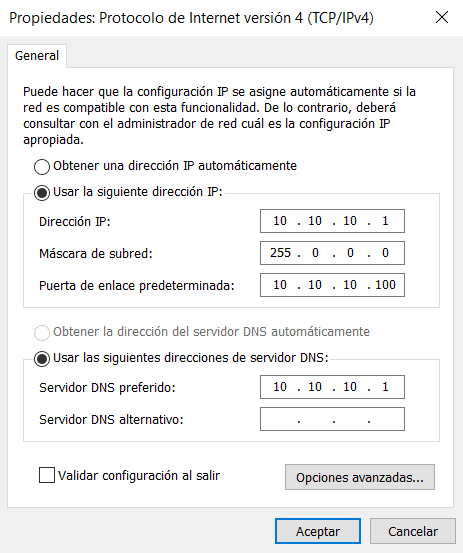 Propiedades: Protocolo de Internet versión 4 (TCP/IPv4)
General
Puede hacer que la configuración IP se asigne automáticamente si la
red es compatible con esta funcionalidad. De lo contrario, deberá
consultar con el administrador de red cuál es la configuración IP
apropiada.
Obtener una dirección IP automáticamente
Usar la siguiente dirección IP:
Dirección IP: 10 . 10 . 10 . 1
Máscara de subred: 255 . 0 . 0 . 0
Puerta de enlace predeterminada: 10 . 10 . 10 . 100
Obtener la dirección del servidor DNS automáticamente
Usar las siguientes direcciones de servidor DNS:
Servidor DNS preferido: 10 . 10 . 10 . 1
Servidor DNS alternativo: . . .
Validar configuración al salir
Opciones avanzadas...
Aceptar Cancelar